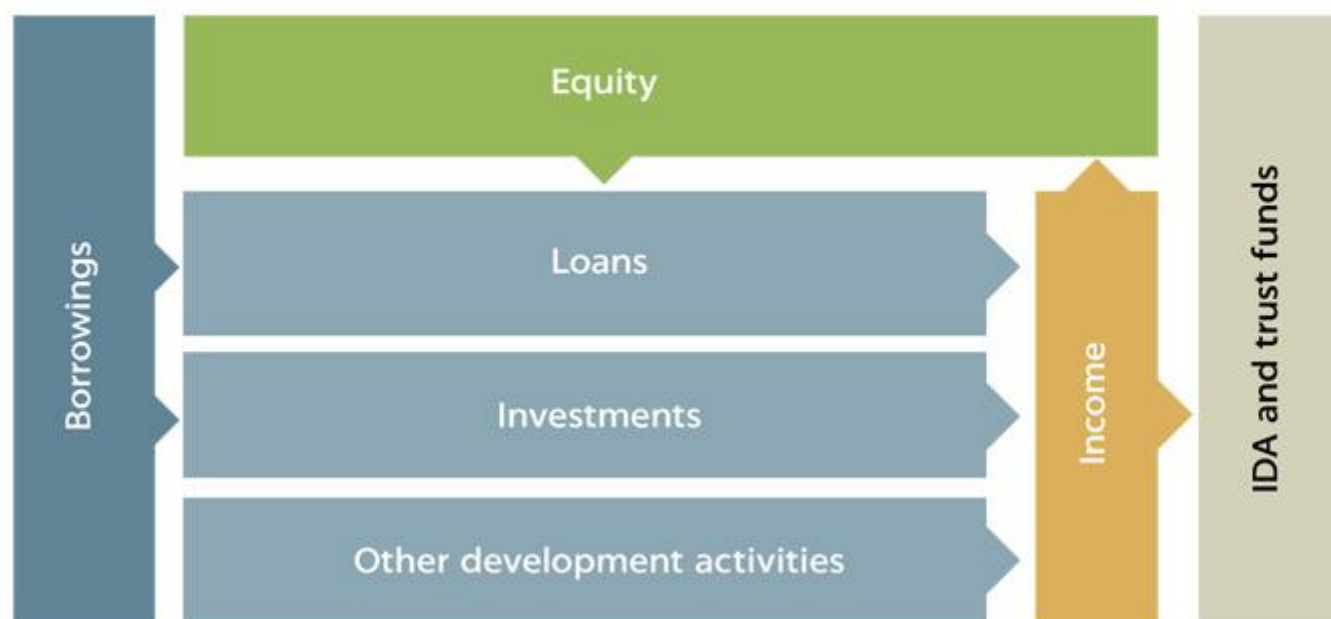 Equity
Borrowings
Loans
Investments
Other development activities
Income
IDA and trust funds